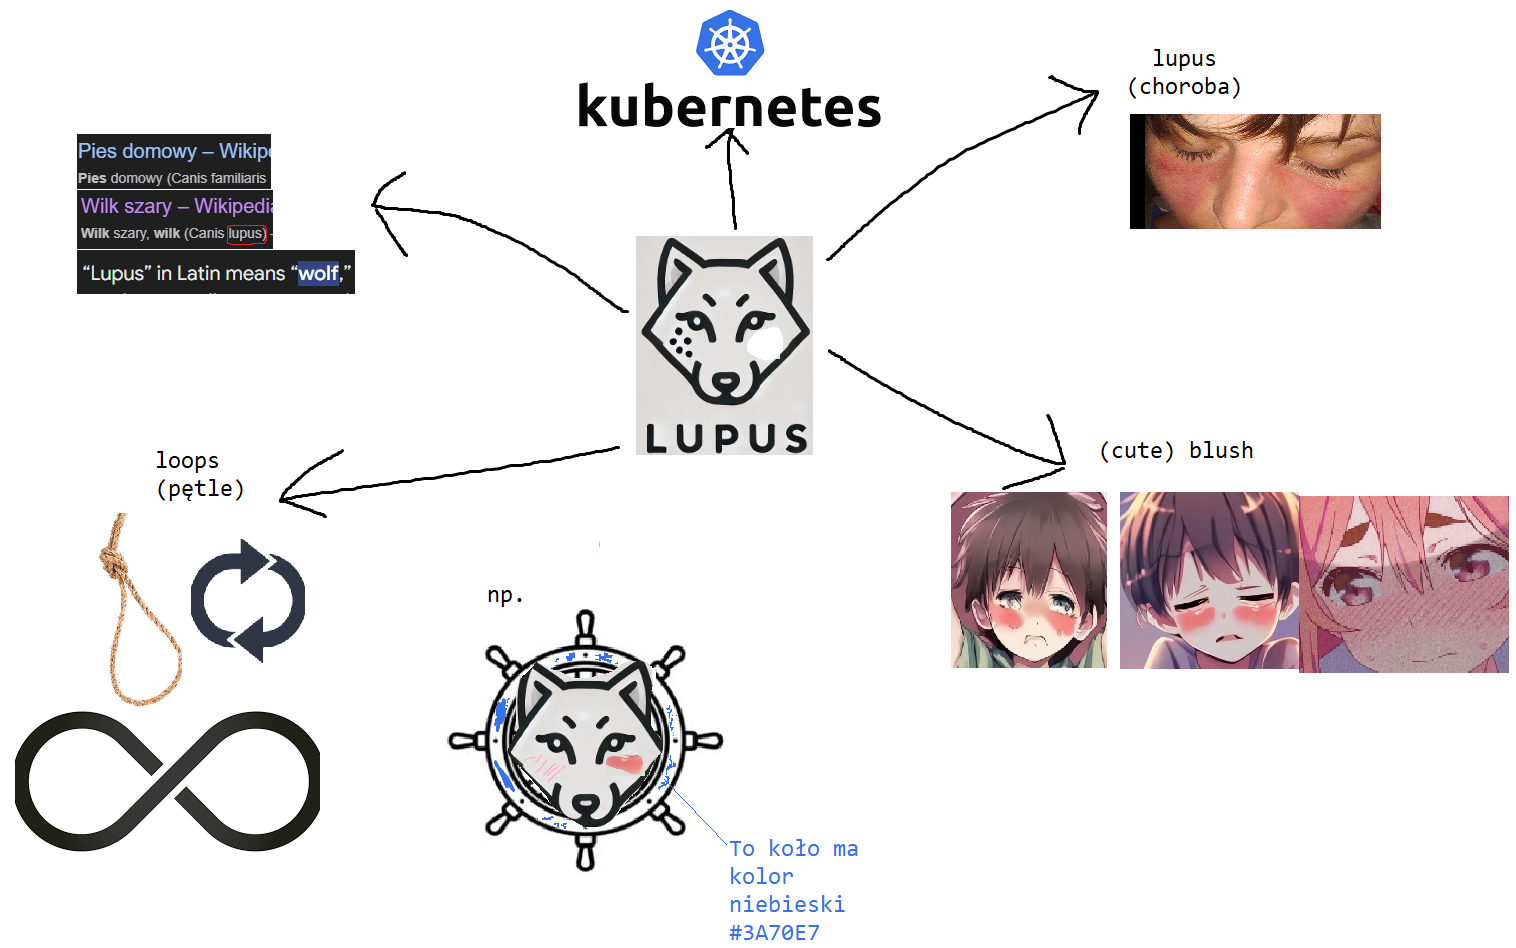 kubernetes
lupus
(choroba)
Pies domowy – Wikipe
Pies domowy (Canis familiaris
Wilk szary – Wikipedia
Wilk szary, wilk (Canis lupus) -
“Lupus” in Latin means “wolf,”
LUPUS
loops
(pętle)
(cute) blush
np.
To koło ma
kolor
niebieski
#3A70E7